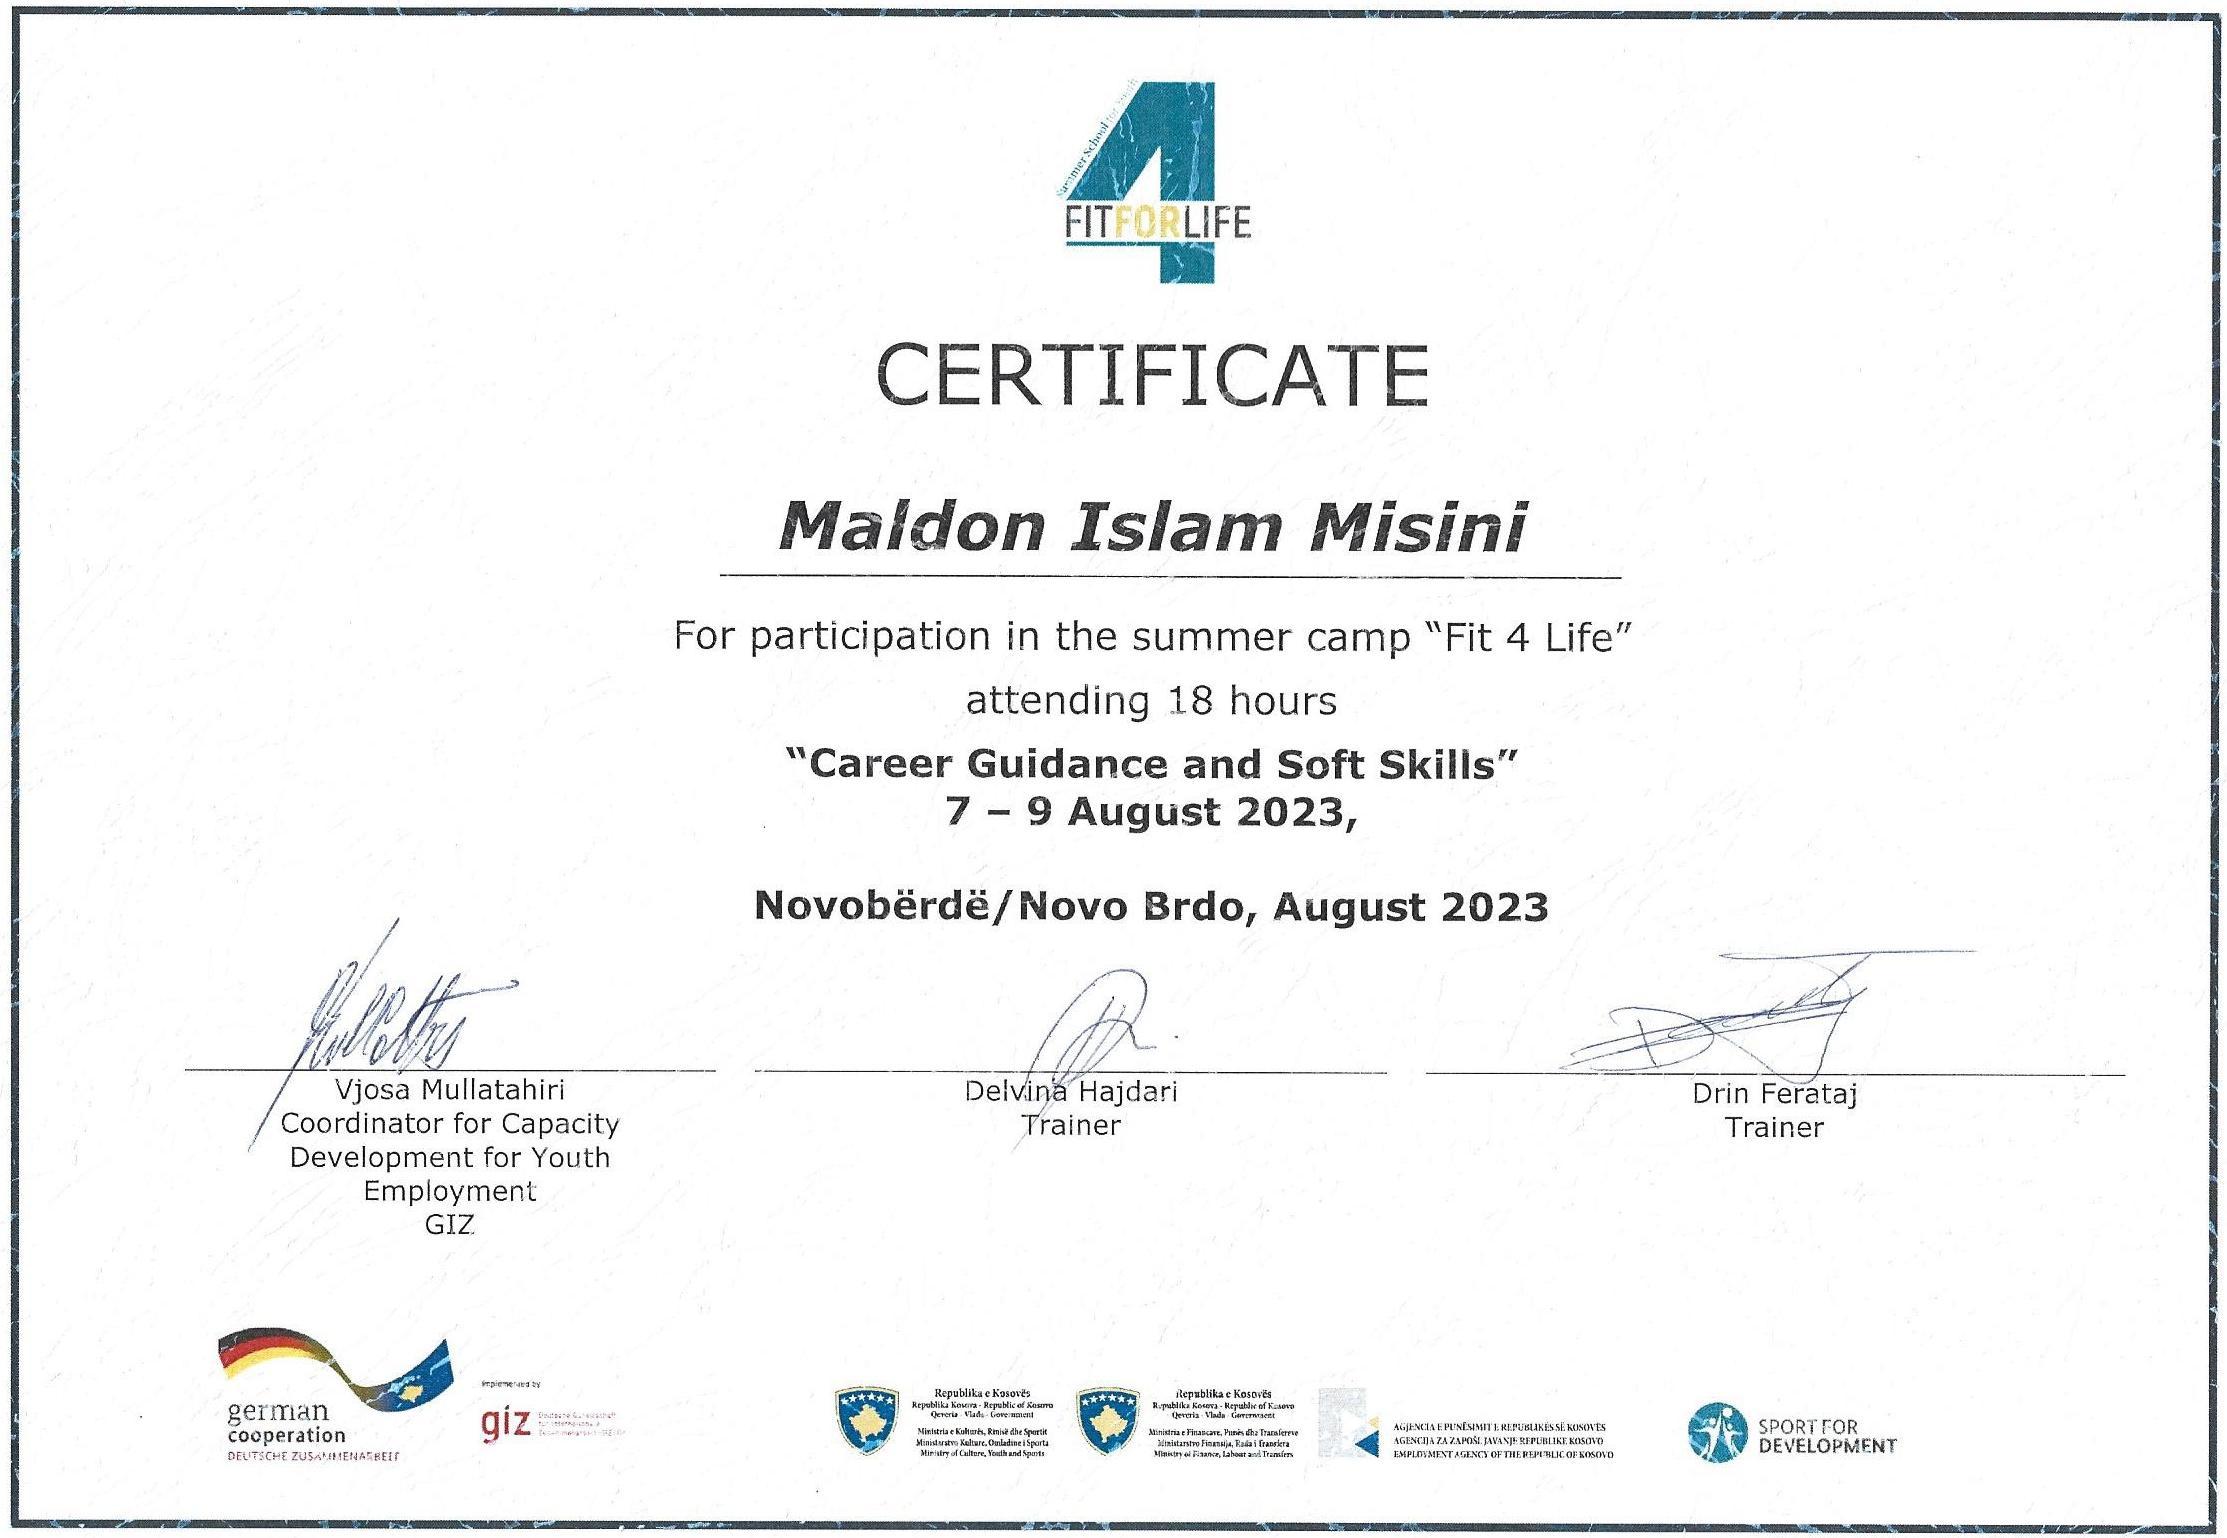 Summer School for Youth
FITFORLIFE
4
CERTIFICATE
Maldon Islam Misini
For participation in the summer camp “Fit 4 Life”
attending 18 hours
“Career Guidance and Soft Skills”
7 – 9 August 2023,
Novobërdë/Novo Brdo, August 2023
Vjosa Mullatahiri
Coordinator for Capacity
Development for Youth
Employment
GIZ
Delvina Hajdari
Trainer
Drin Ferataj
Trainer
german
cooperation
DEUTSCHE ZUSAMMENARBEIT
Implemented by
giz
Deutsche Gesellschaft
für Internationale
Zusammenarbeit
Republika e Kosovës
Republika Kosova - Republic of Kosovo
Qeveria - Vlada - Government
Ministria e Kulturës, Rinisë dhe Sportit
Ministarstvo Kulture, Omladine i Sporta
Ministry of Culture, Youth and Sports
Republika e Kosovës
Republika Kosova - Republic of Kosovo
Qeveria - Vlada - Government
Ministria e Financave, Punës dhe Transfereve
Ministarstvo Finansija, Rada i Transfera
Ministry of Finance, Labour and Transfers
AGJENCIA E PUNËSIMIT E REPUBLIKËS SË KOSOVËS
AGENCIJA ZA ZAPOŠLJAVANJE REPUBLIKE KOSOVO
EMPLOYMENT AGENCY OF THE REPUBLIC OF KOSOVO
SPORT FOR
DEVELOPMENT